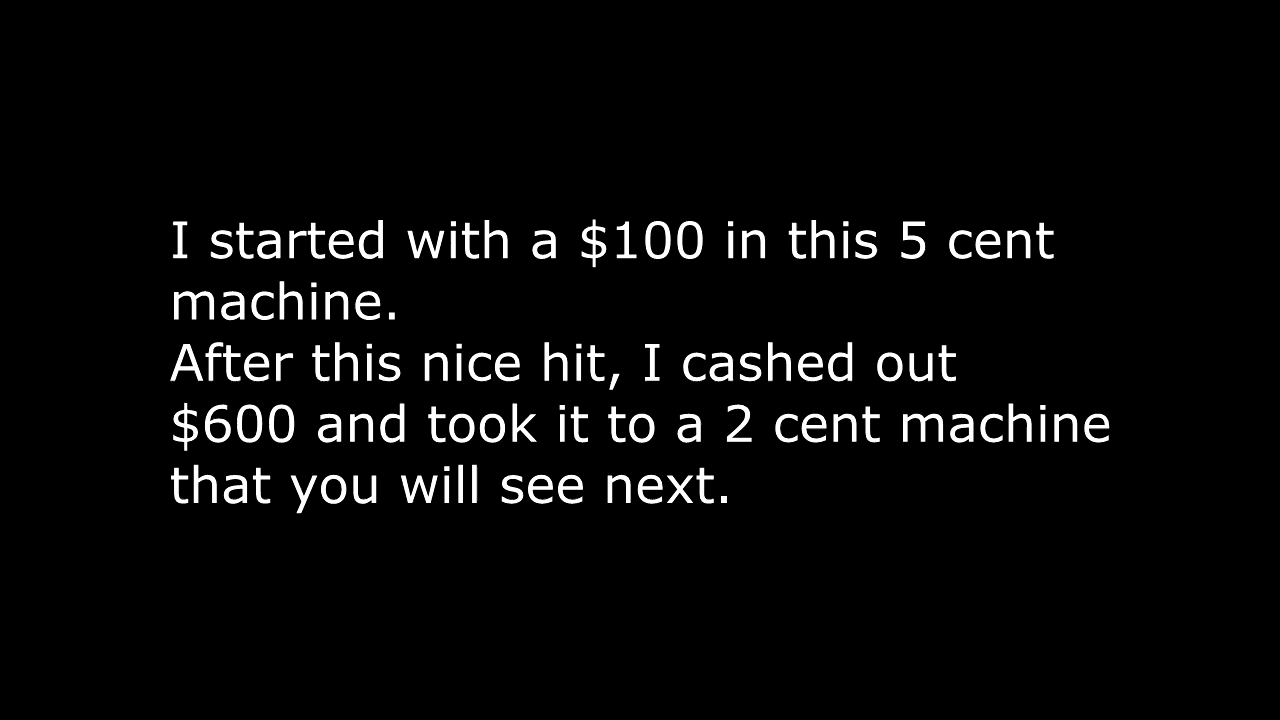 I started with a $100 in this 5 cent
machine.
After this nice hit, I cashed out
$600 and took it to a 2 cent machine
that you will see next.